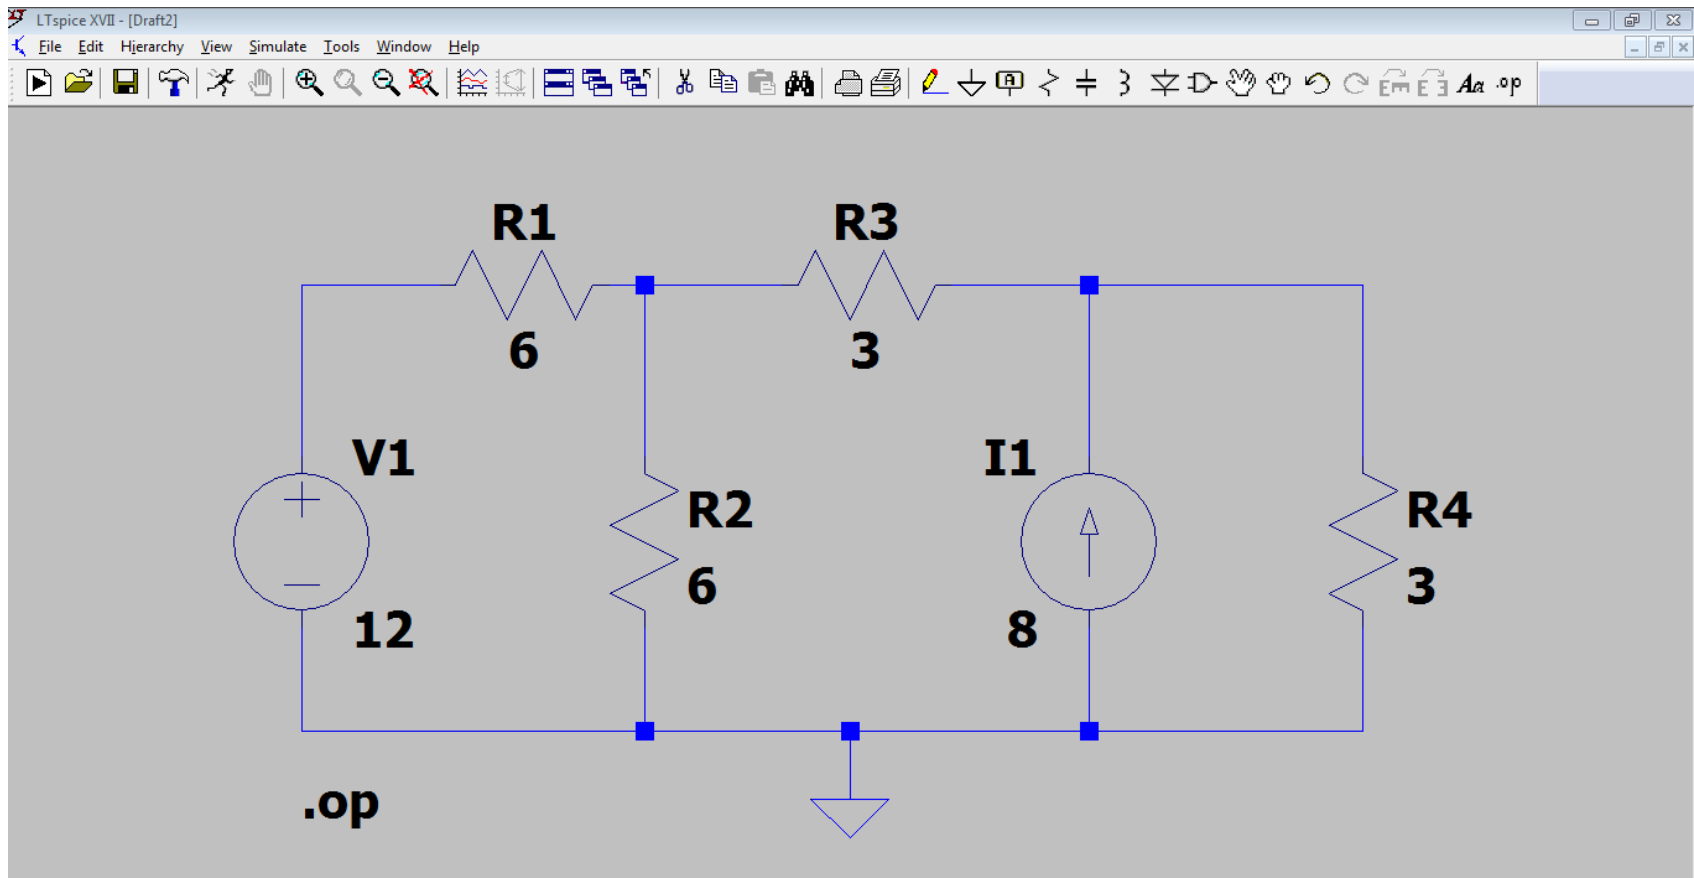 LTspice XVII - [Draft2]
File Edit Hierarchy View Simulate Tools Window Help
A Aa .op
R1 R3
6 3
V1 I1
R2 R4
6 3
12 8
.op